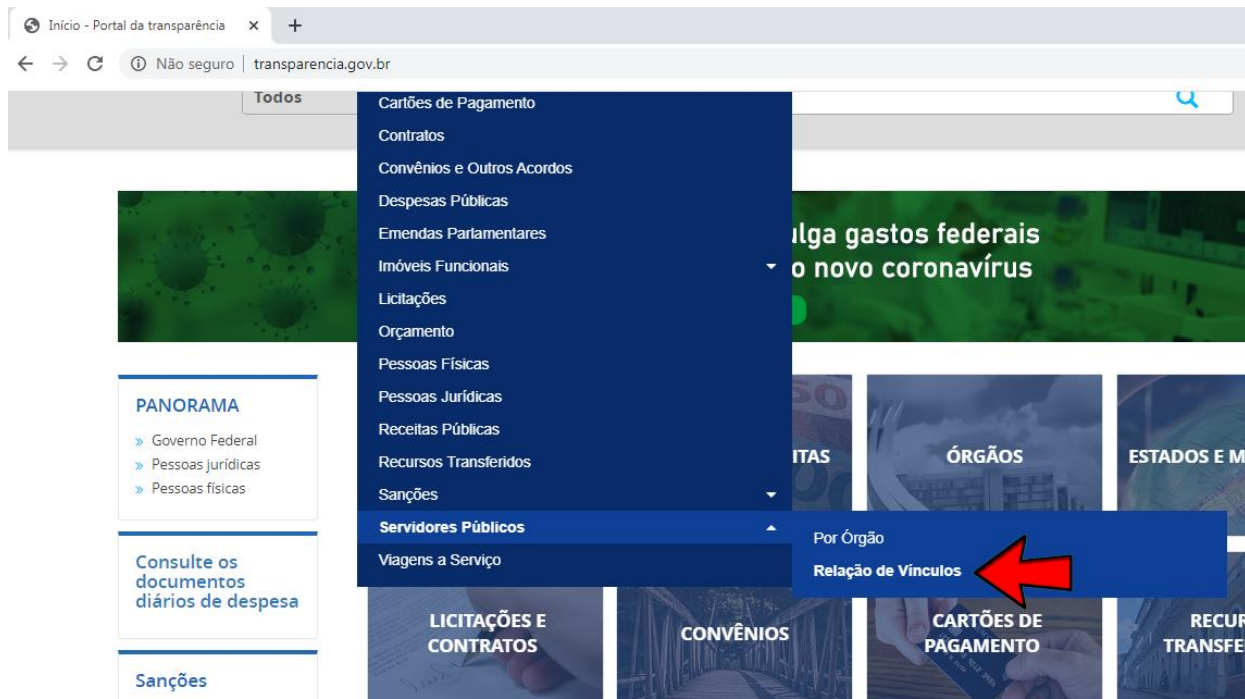 Início - Portal da transparência
Não seguro | transparencia.gov.br
Todos
Cartões de Pagamento
Contratos
Convênios e Outros Acordos
Despesas Públicas
Emendas Parlamentares
Imóveis Funcionais
Licitações
Orçamento
Pessoas Físicas
Pessoas Jurídicas
Receitas Públicas
Recursos Transferidos
Sanções
Servidores Públicos
Viagens a Serviço
Por Órgão
Relação de Vínculos
ulga gastos federais
o novo coronavírus
PANORAMA
» Governo Federal
» Pessoas jurídicas
» Pessoas físicas
Consulte os
documentos
diários de despesa
Sanções
ITAS
ÓRGÃOS
ESTADOS E M
LICITAÇÕES E
CONTRATOS
CONVÊNIOS
CARTÕES DE
PAGAMENTO
RECUR
TRANSFE